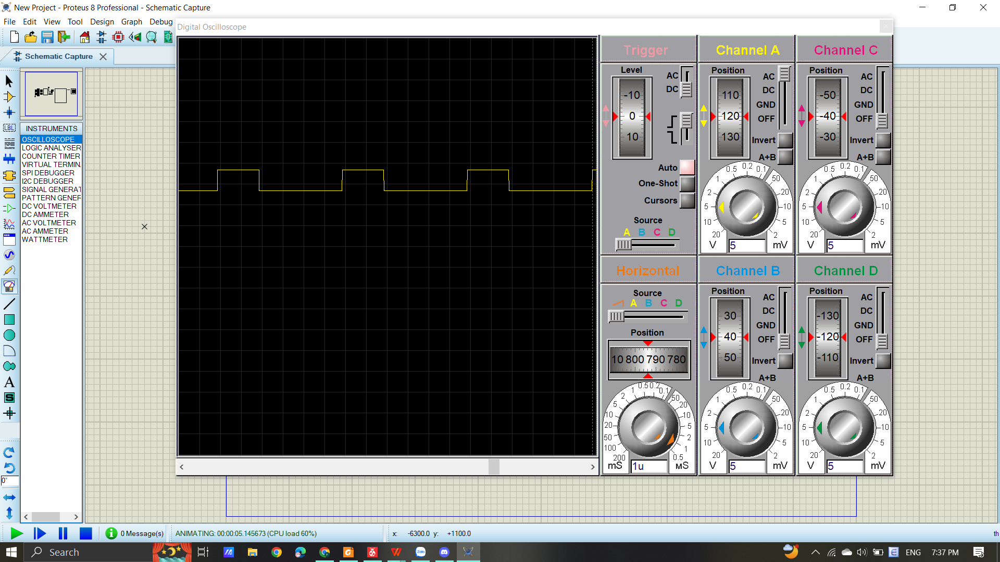 New Project - Proteus 8 Professional - Schematic Capture
File Edit View Tool Design Graph Debug
Digital Oscilloscope
Schematic Capture
INSTRUMENTS
OSCILLOSCOPE
LOGIC ANALYSER
COUNTER TIMER
VIRTUAL TERMIN
SPI DEBUGGER
I2C DEBUGGER
SIGNAL GENERAT
PATTERN GENER
DC VOLTMETER
DC AMMETER
AC VOLTMETER
AC AMMETER
WATTMETER
LBL
A
S
0°
Trigger
Level
-10
0
10
AC
DC
Auto
One-Shot
Cursors
Source
A B C D
Channel A
Position
110
120
130
AC
DC
GND
OFF
Invert
A+B
20 10 5 2 1 0.5 0.2 0.1 50 20 10 5 2
V 5 mV
Channel C
Position
-50
-40
-30
AC
DC
GND
OFF
Invert
A+B
20 10 5 2 1 0.5 0.2 0.1 50 20 10 5 2
V 5 mV
Horizontal
Source
A B C D
Position
10 800 790 780
200 100 50 20 10 5 2 1 0.5 0.2 0.1 50 20 10 5 2 1 0.5
mS 1u µS
Channel B
Position
30
40
50
AC
DC
GND
OFF
Invert
A+B
20 10 5 2 1 0.5 0.2 0.1 50 20 10 5 2
V 5 mV
Channel D
Position
-130
-120
-110
AC
DC
GND
OFF
Invert
A+B
20 10 5 2 1 0.5 0.2 0.1 50 20 10 5 2
V 5 mV
0 Message(s) ANIMATING: 00:00:05.145673 (CPU load 60%) x: -6300.0 y: +1100.0 th
Search Zalo ENG 7:37 PM